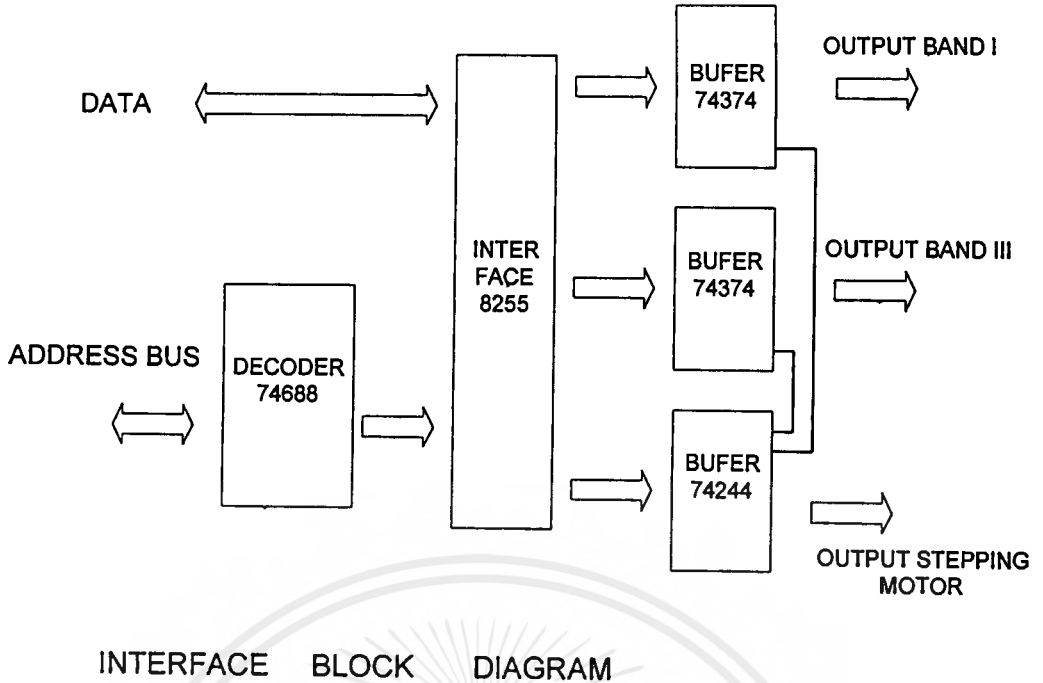 OUTPUT BAND I
BUFER
74374
DATA
INTER
FACE
8255
BUFER
74374
OUTPUT BAND III
ADDRESS BUS
DECODER
74688
BUFER
74244
OUTPUT STEPPING
MOTOR
INTERFACE BLOCK DIAGRAM